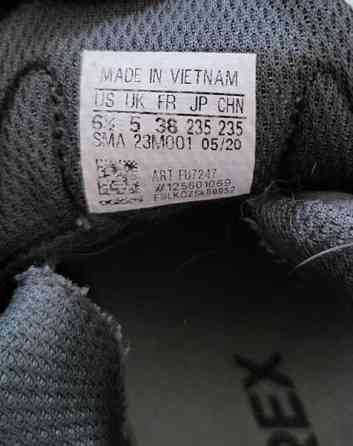 MADE IN VIETNAM
US UK FR JP CHN
6½ 5 38 235 235
SMA 23M001 05/20
ART FU7247
#125601069
REX